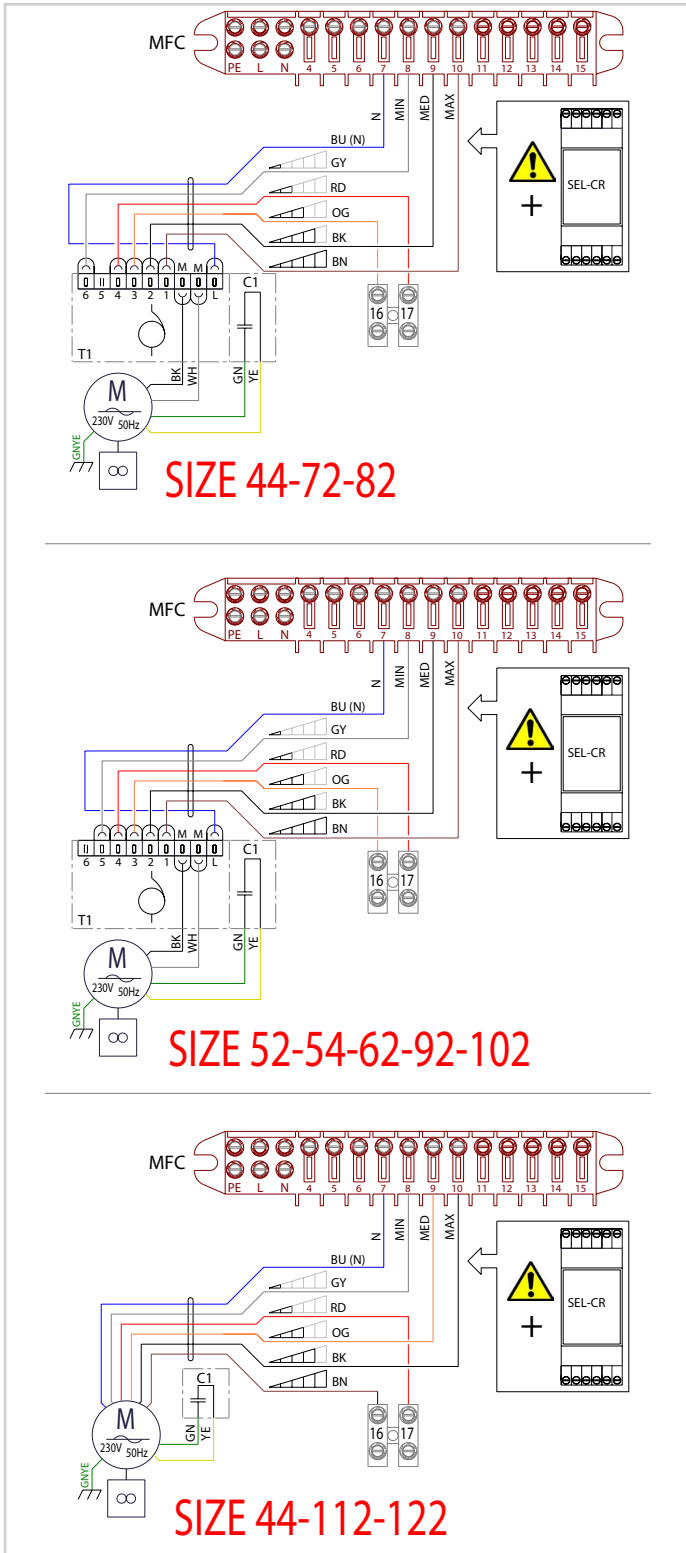 MFC
PE L N 4 5 6 7 8 9 10 11 12 13 14 15
N MIN MED MAX
BU (N)
GY
RD
OG
BK
BN
SEL-CR
+
16 17
6 5 4 3 2 1 M M L
C1
T1
BK WH GN YE
M
230V 50Hz
GNYE
SIZE 44-72-82
MFC
PE L N 4 5 6 7 8 9 10 11 12 13 14 15
N MIN MED MAX
BU (N)
GY
RD
OG
BK
BN
SEL-CR
+
16 17
6 5 4 3 2 1 M M L
C1
T1
BK WH GN YE
M
230V 50Hz
GNYE
SIZE 52-54-62-92-102
MFC
PE L N 4 5 6 7 8 9 10 11 12 13 14 15
N MIN MED MAX
BU (N)
GY
RD
OG
BK
BN
SEL-CR
+
16 17
C1
GN YE
M
230V 50Hz
GNYE
SIZE 44-112-122